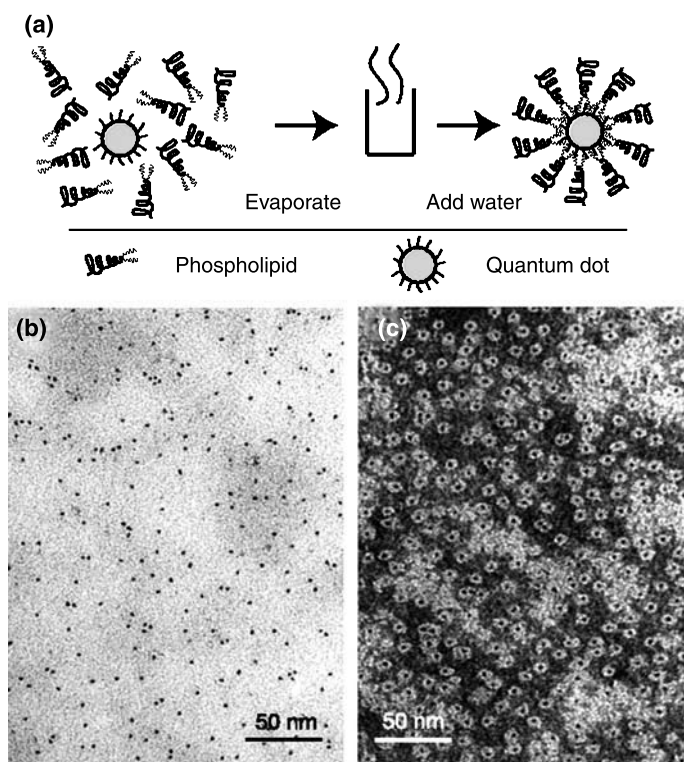 (a)
Evaporate
Add water
Phospholipid
Quantum dot
(b)
(c)
50 nm
50 nm